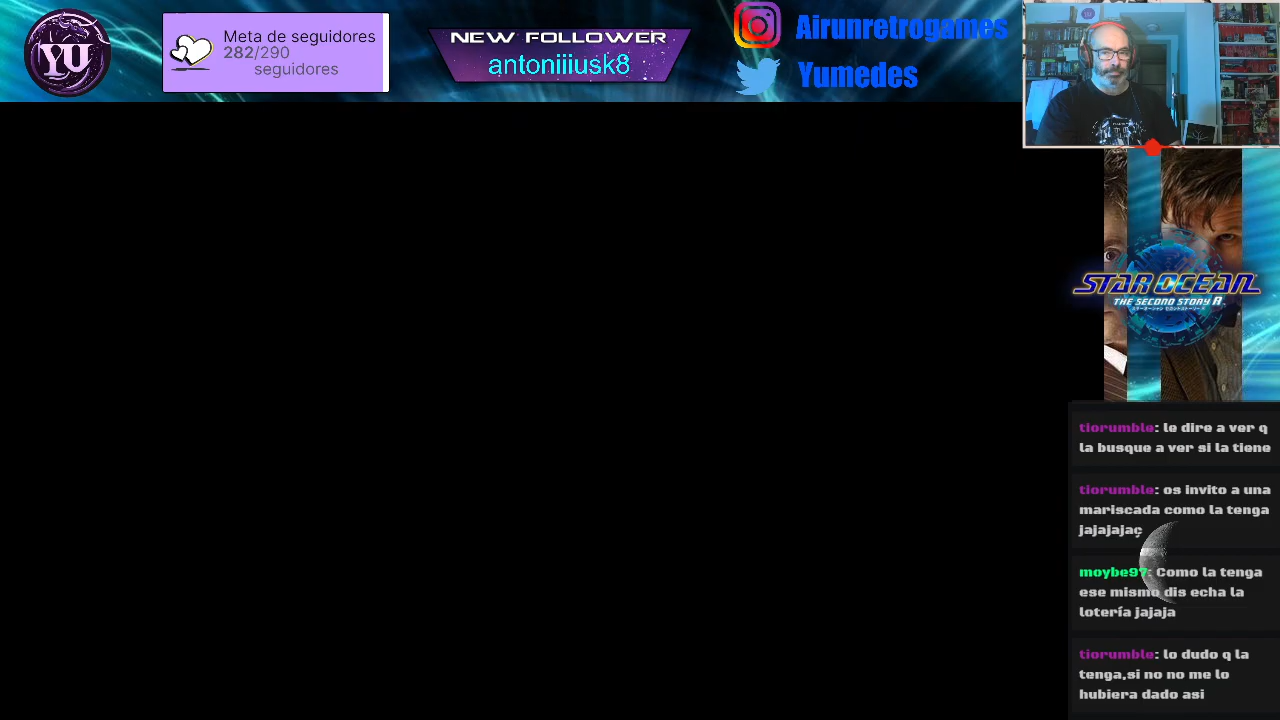 YU
Meta de seguidores
282/290
seguidores
NEW FOLLOWER
antoniiiusk8
Airunretrogames
Yumedes
STAR OCEAN
THE SECOND STORY R
tiorumble: le dire a ver q
la busque a ver si la tiene
tiorumble: os invito a una
mariscada como la tenga
jajajajaç
moybe97: Como la tenga
ese mismo dis echa la
lotería jajaja
tiorumble: lo dudo q la
tenga,si no no me lo
hubiera dado asi